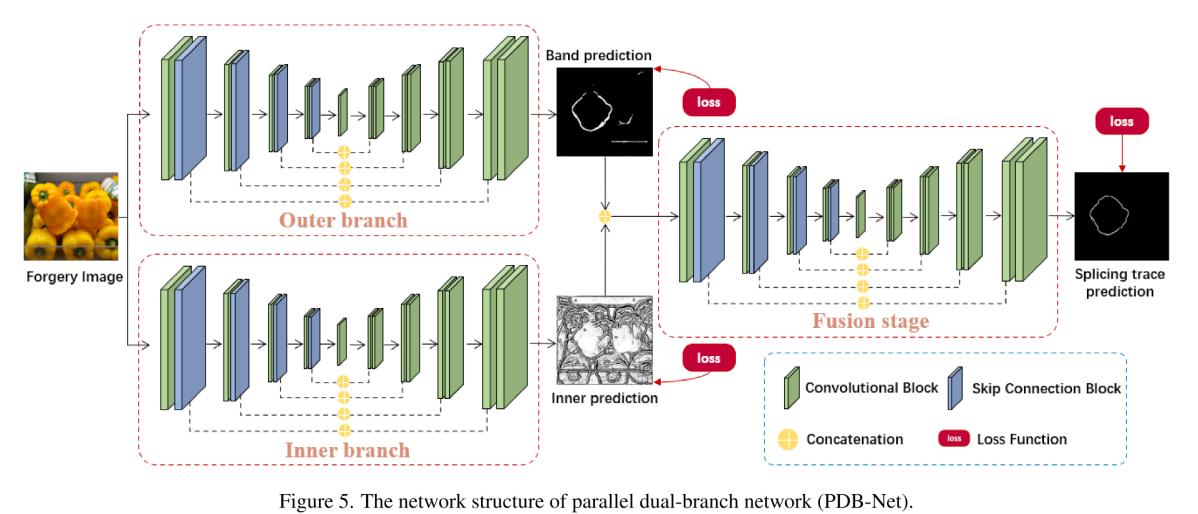 Band prediction
loss
loss
Outer branch
Forgery Image
Splicing trace
prediction
Inner prediction
loss
Fusion stage
Inner branch
Convolutional Block
Skip Connection Block
Concatenation
loss
Loss Function
Figure 5. The network structure of parallel dual-branch network (PDB-Net).